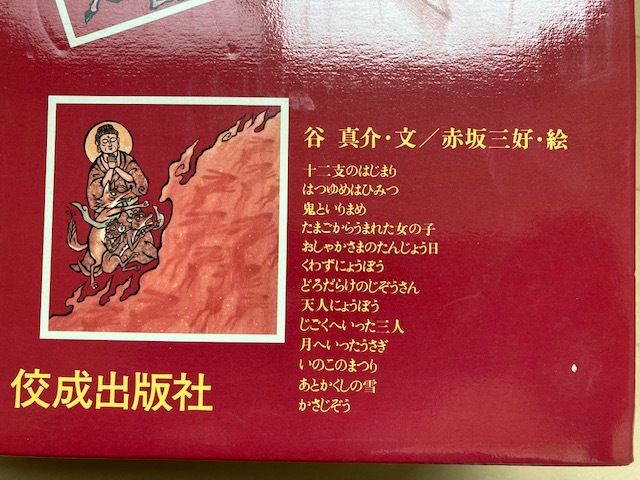 谷 真介・文／赤坂三好・絵
十二支のはじまり
はつゆめはひみつ
鬼といりまめ
たまごからうまれた女の子
おしゃかさまのたんじょう日
くわずにょうぼう
どろだらけのじぞうさん
天人にょうぼう
じごくへいった三人
月へいったうさぎ
いのこのまつり
あとかくしの雪
かさじぞう
佼成出版社